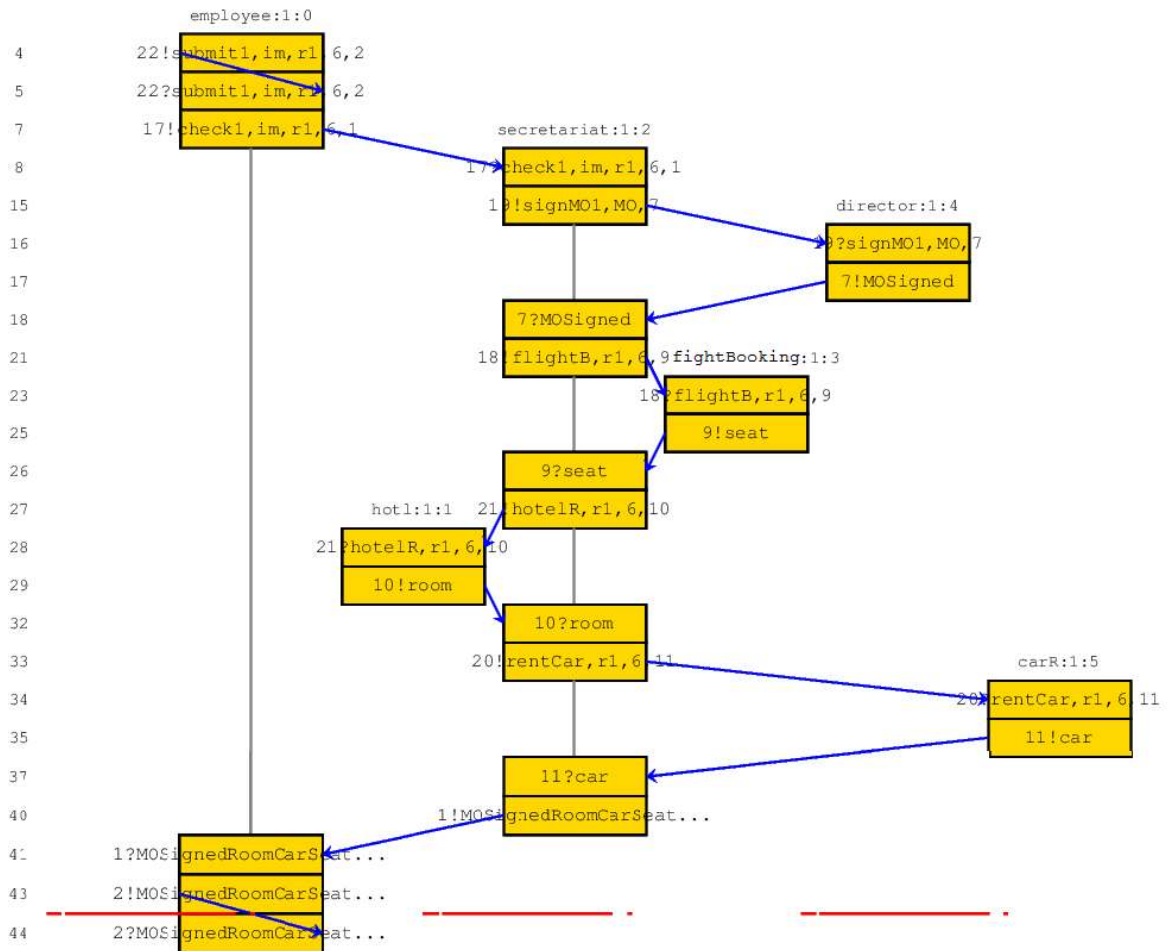 employee:1:0
4 22!submit1,im,r1,6,2
5 22?submit1,im,r1,6,2
7 17!check1,im,r1,6,1
secretariat:1:2
8 17?check1,im,r1,6,1
15 19!signMO1,MO,7
director:1:4
16 19?signMO1,MO,7
17 7!MOSigned
18 7?MOSigned
21 18!flightB,r1,6,9
fightBooking:1:3
23 18?flightB,r1,6,9
25 9!seat
26 9?seat
27 21!hotelR,r1,6,10
hotl:1:1
28 21?hotelR,r1,6,10
29 10!room
32 10?room
33 20!rentCar,r1,6,11
carR:1:5
34 20?rentCar,r1,6,11
35 11!car
37 11?car
40 1!MOSignedRoomCarSeat...
41 1?MOSignedRoomCarSeat...
43 2!MOSignedRoomCarSeat...
44 2?MOSignedRoomCarSeat...